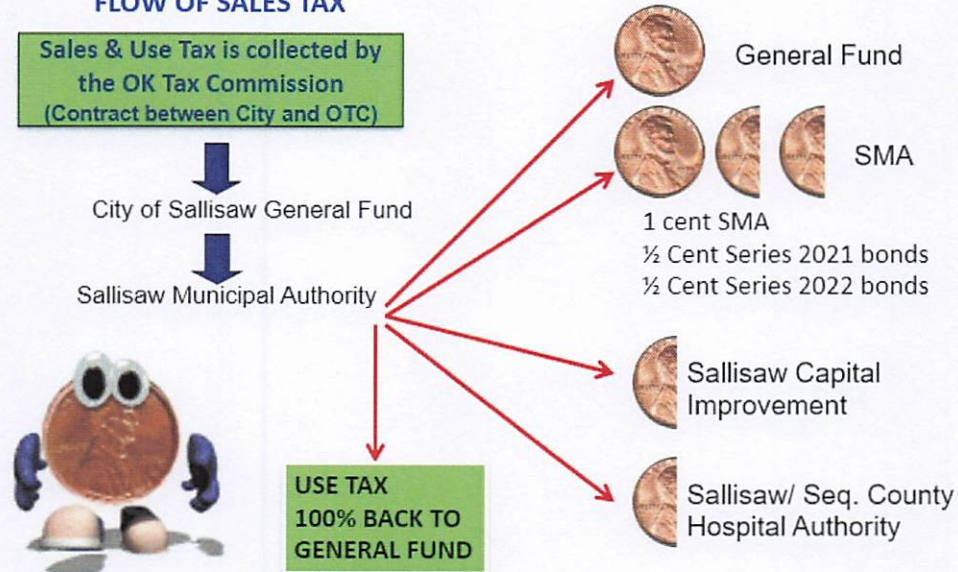 FLOW OF SALES TAX
Sales & Use Tax is collected by
the OK Tax Commission
(Contract between City and OTC)
City of Sallisaw General Fund
Sallisaw Municipal Authority
USE TAX
100% BACK TO
GENERAL FUND
General Fund
SMA
1 cent SMA
½ Cent Series 2021 bonds
½ Cent Series 2022 bonds
Sallisaw Capital
Improvement
Sallisaw/ Seq. County
Hospital Authority